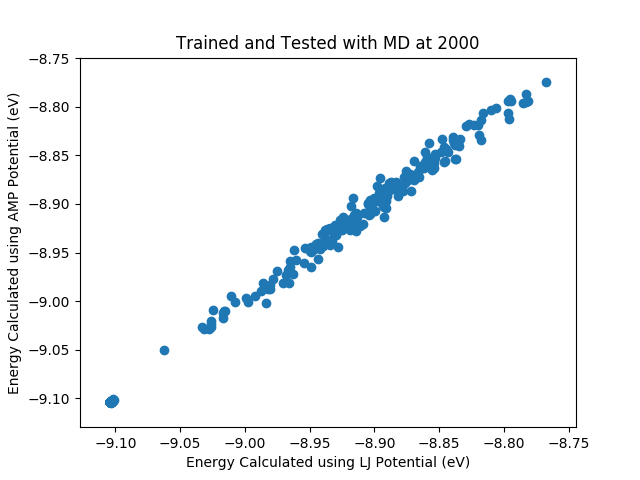 Trained and Tested with MD at 2000
Energy Calculated using AMP Potential (eV)
−8.75
−8.80
−8.85
−8.90
−8.95
−9.00
−9.05
−9.10
−9.10 −9.05 −9.00 −8.95 −8.90 −8.85 −8.80 −8.75
Energy Calculated using LJ Potential (eV)